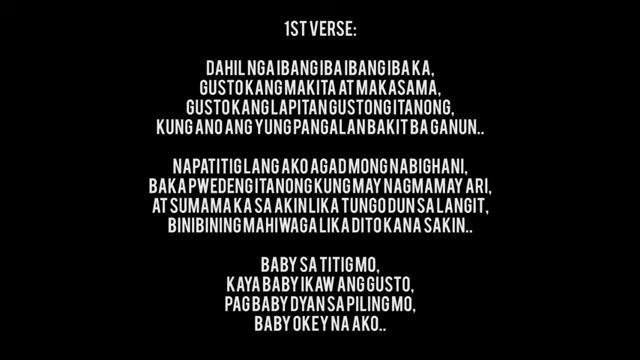 1ST VERSE:
DAHIL NGA IBANG IBA IBANG IBA KA,
GUSTO KANG MAKITA AT MAKASAMA,
GUSTO KANG LAPITAN GUSTONG ITANONG,
KUNG ANO ANG YUNG PANGALAN BAKIT BA GANUN..
NAPATITIG LANG AKO AGAD MONG NABIGHANI,
BAKA PWEDENG ITANONG KUNG MAY NAGMAMAY ARI,
AT SUMAMA KA SA AKIN LIKA TUNGO DUN SA LANGIT,
BINIBINING MAHIWAGA LIKA DITO KANA SAKIN..
BABY SA TITIG MO,
KAYA BABY IKAW ANG GUSTO,
PAG BABY DYAN SA PILING MO,
BABY OKEY NA AKO..